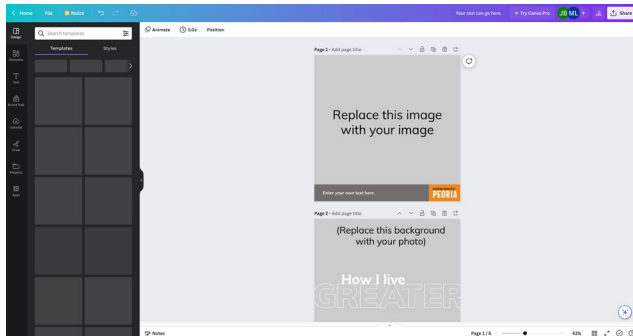 Home File Resize
Your text can go here. Try Canva Pro JB ML + Share
Design
Elements
Text
Brand Hub
Uploads
Draw
Projects
Apps
Search templates
Templates Styles
Animate 5.0s Position
Page 1 - Add page title
Replace this image
with your image
Enter your own text here.
PEORIA
Page 2 - Add page title
(Replace this background
with your photo)
How I live
GREATER
Notes
Page 1 / 6 43%